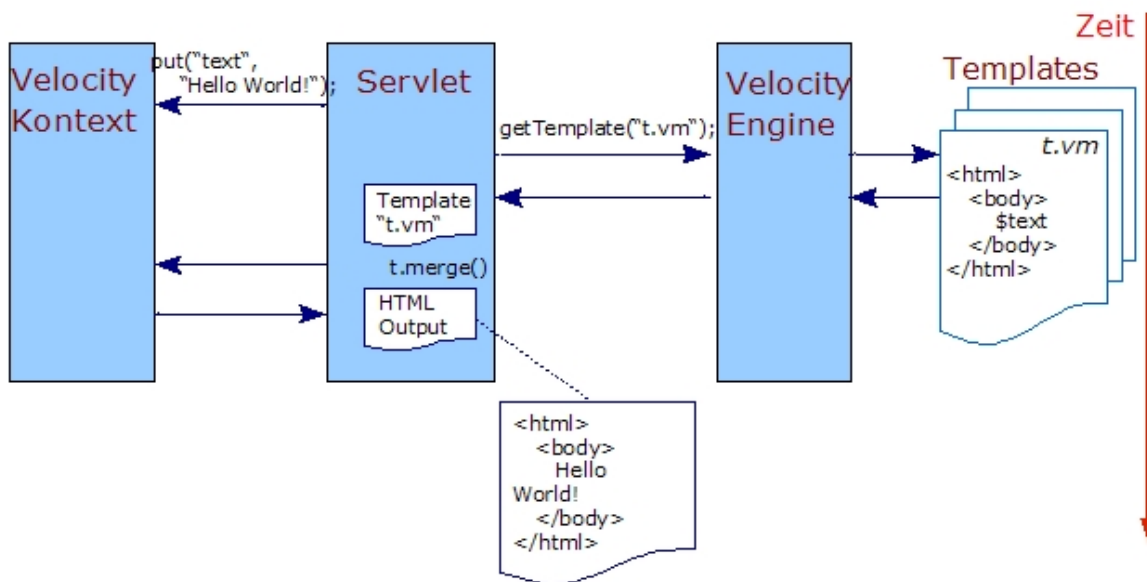 Zeit
Velocity
Kontext
put("text",
"Hello World!");
Servlet
getTemplate("t.vm");
Velocity
Engine
Templates
t.vm
<html>
<body>
$text
</body>
</html>
Template
"t.vm"
t.merge()
HTML
Output
<html>
<body>
Hello
World!
</body>
</html>